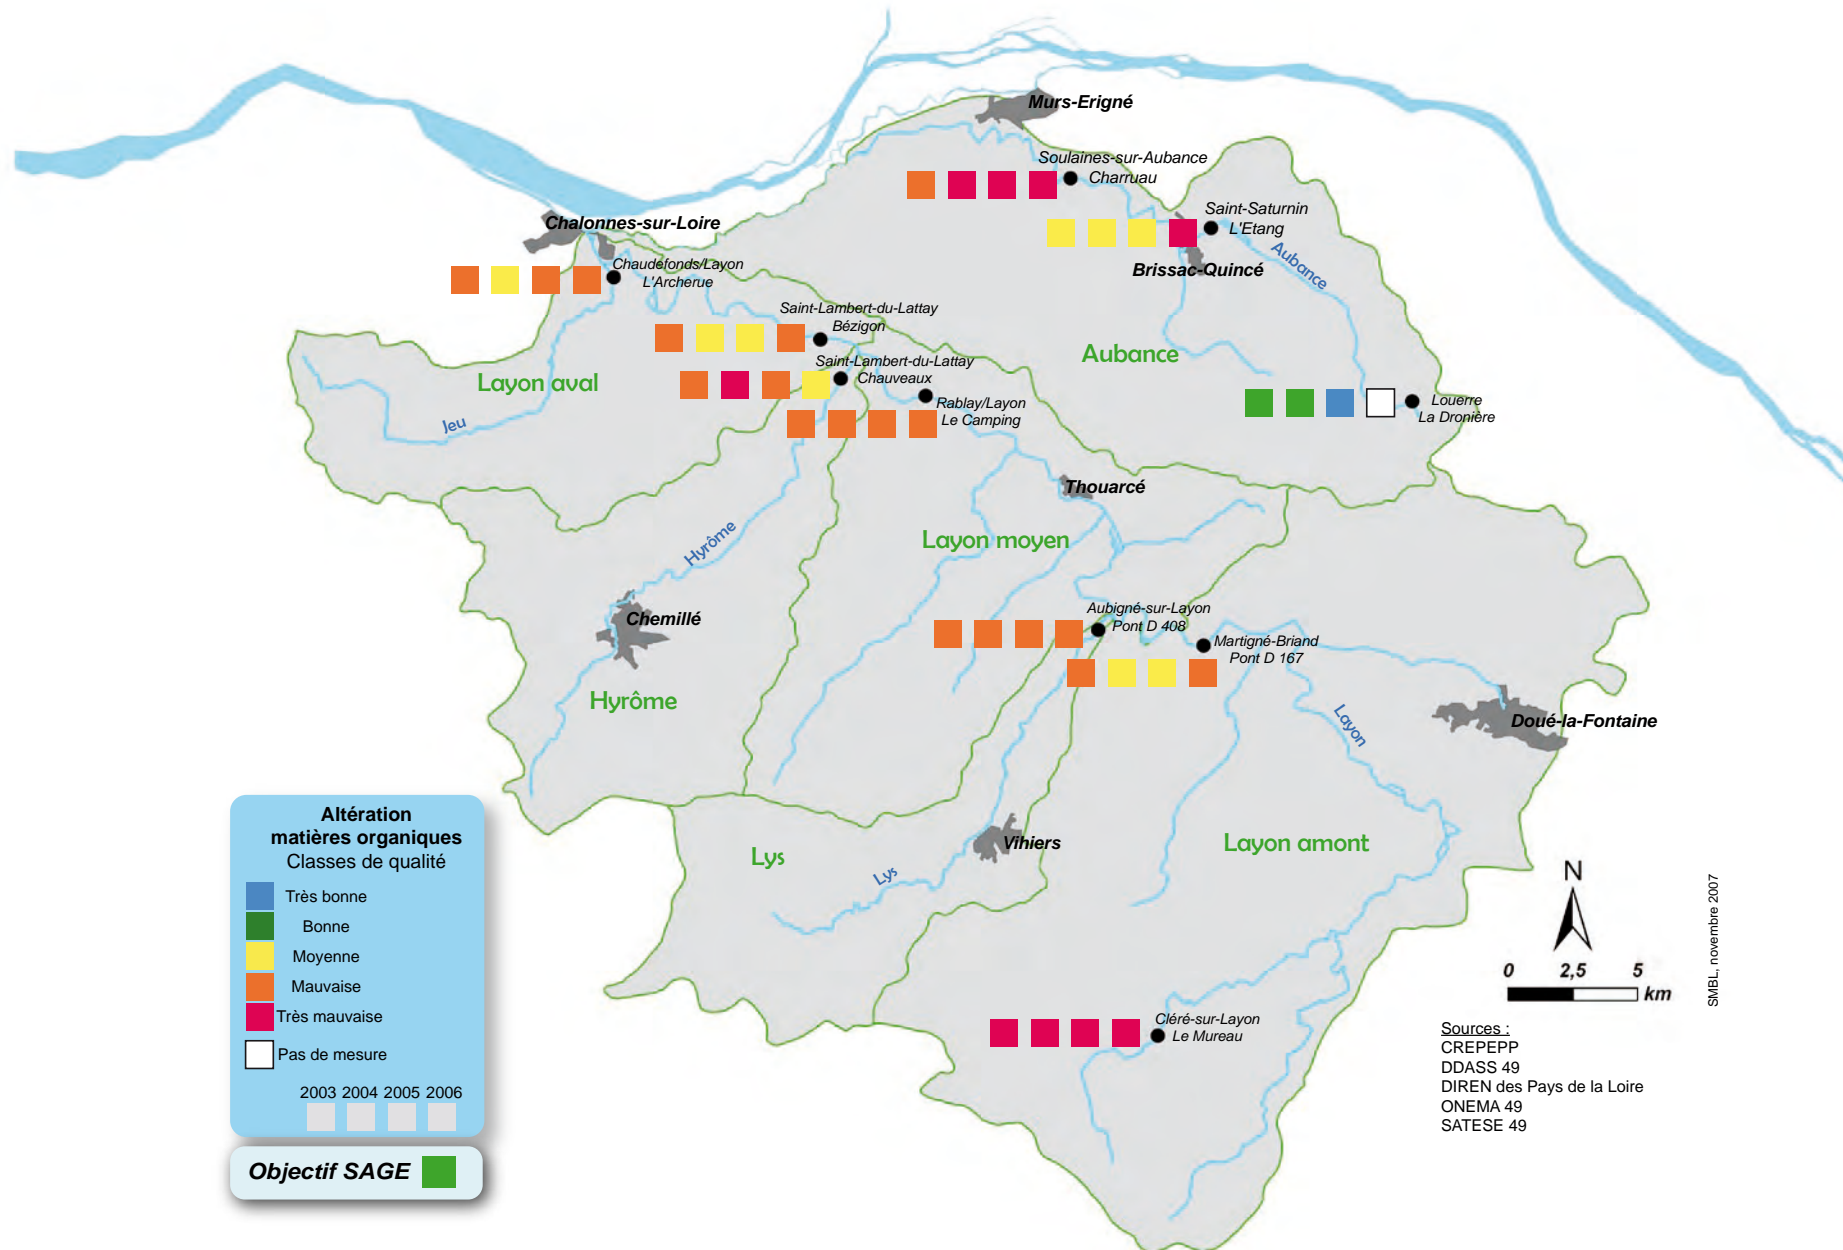 Murs-Erigné
Soulaines-sur-Aubance
Charruau
Saint-Saturnin
L'Etang
Aubance
Brissac-Quincé
Chalonnes-sur-Loire
Chaudefonds/Layon
L'Archerue
Saint-Lambert-du-Lattay
Bézigon
Saint-Lambert-du-Lattay
Chauveaux
Aubance
Layon aval
Rablay/Layon
Le Camping
Louerre
La Dronière
Jeu
Thouarcé
Layon moyen
Hyrôme
Chemillé
Aubigné-sur-Layon
Pont D 408
Martigné-Briand
Pont D 167
Hyrôme
Layon
Doué-la-Fontaine
Vihiers
Layon amont
Lys
Lys
Altération
matières organiques
Classes de qualité
Très bonne
Bonne
Moyenne
Mauvaise
Très mauvaise
Pas de mesure
2003 2004 2005 2006
Objectif SAGE
Cléré-sur-Layon
Le Mureau
N
0 2,5 5
km
SMBL, novembre 2007
Sources :
CREPEPP
DDASS 49
DIREN des Pays de la Loire
ONEMA 49
SATESE 49